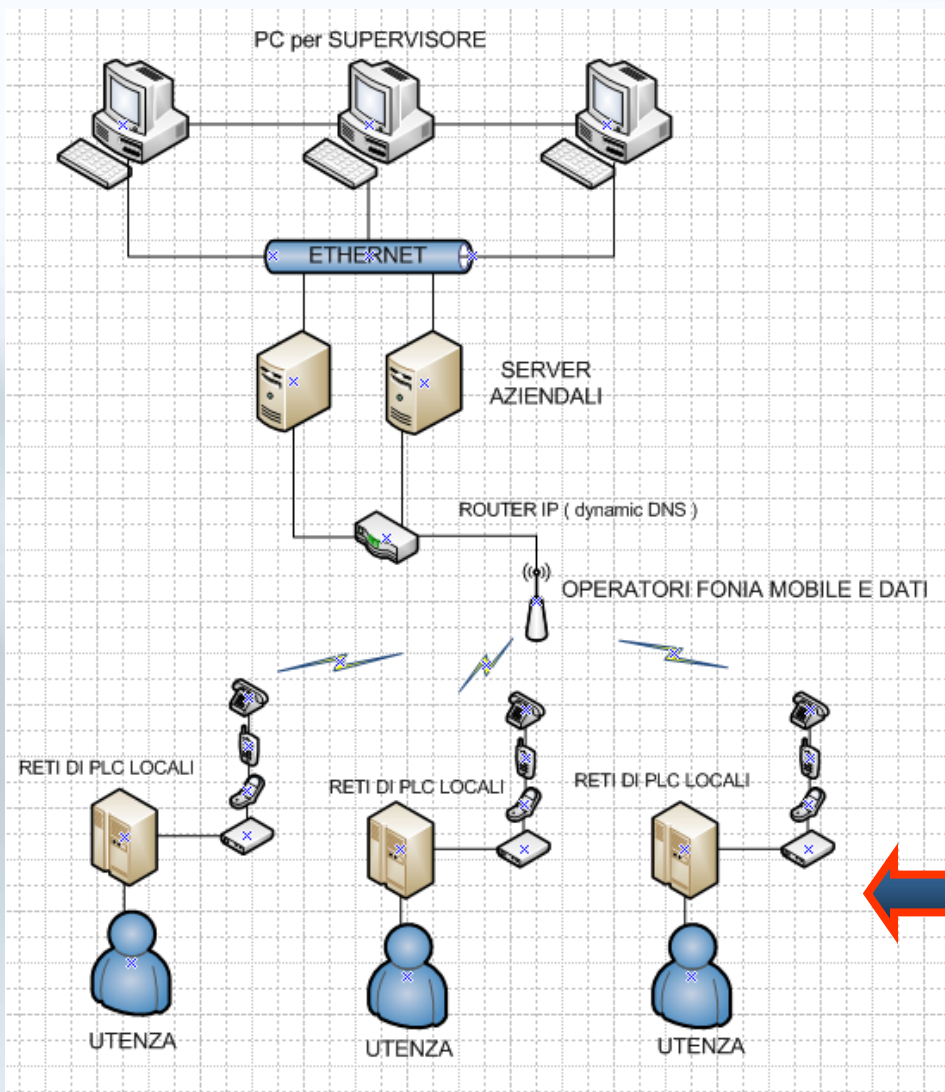 PC per SUPERVISORE
ETHERNET
SERVER
AZIENDALI
ROUTER IP ( dynamic DNS )
OPERATORI FONIA MOBILE E DATI
RETI DI PLC LOCALI
RETI DI PLC LOCALI
RETI DI PLC LOCALI
UTENZA
UTENZA
UTENZA